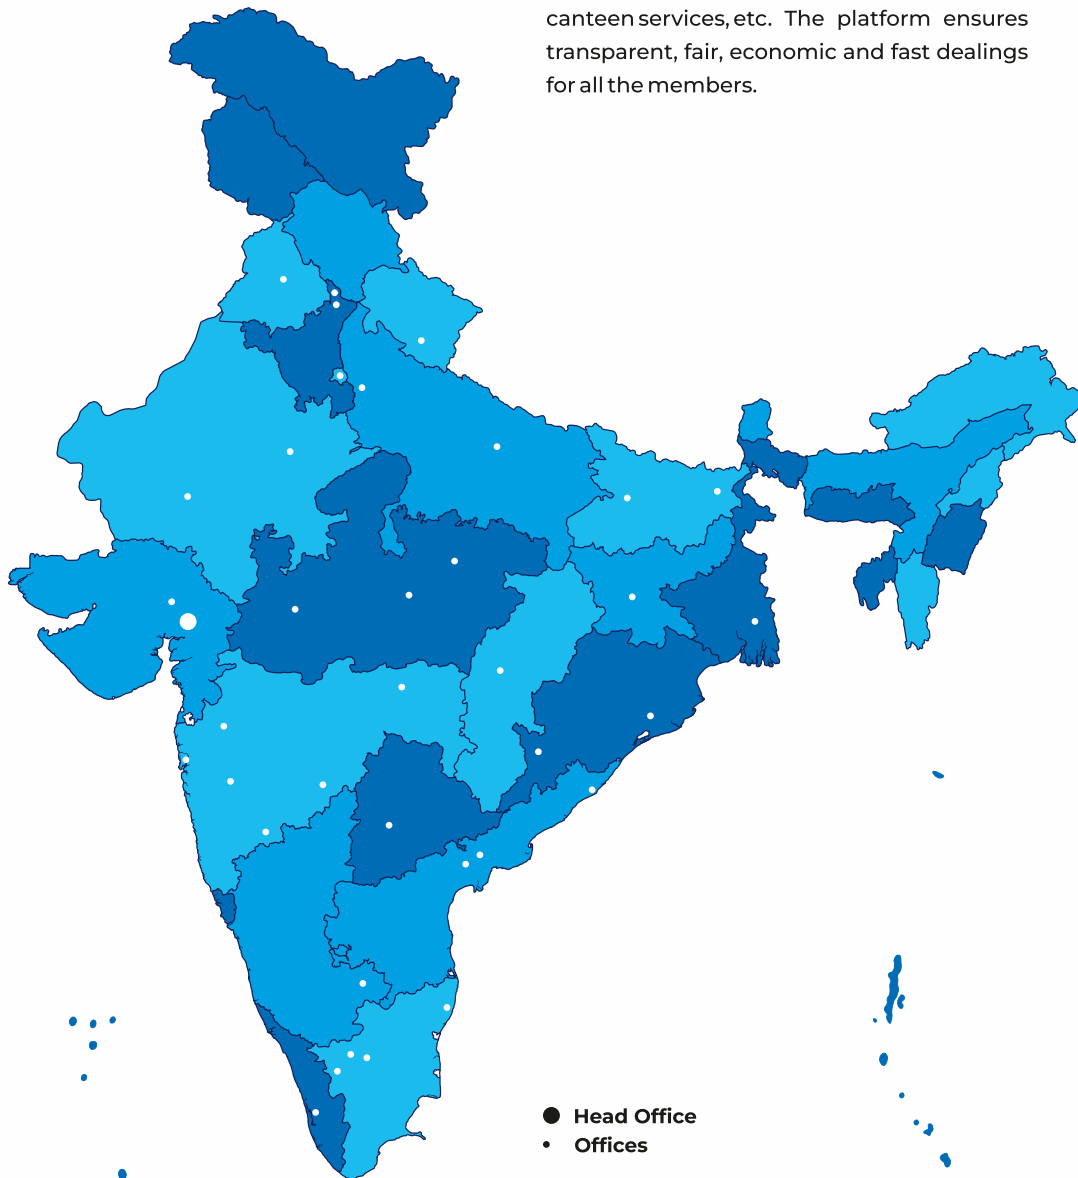 canteen services, etc. The platform ensures
transparent, fair, economic and fast dealings
for all the members.
Head Office
Offices